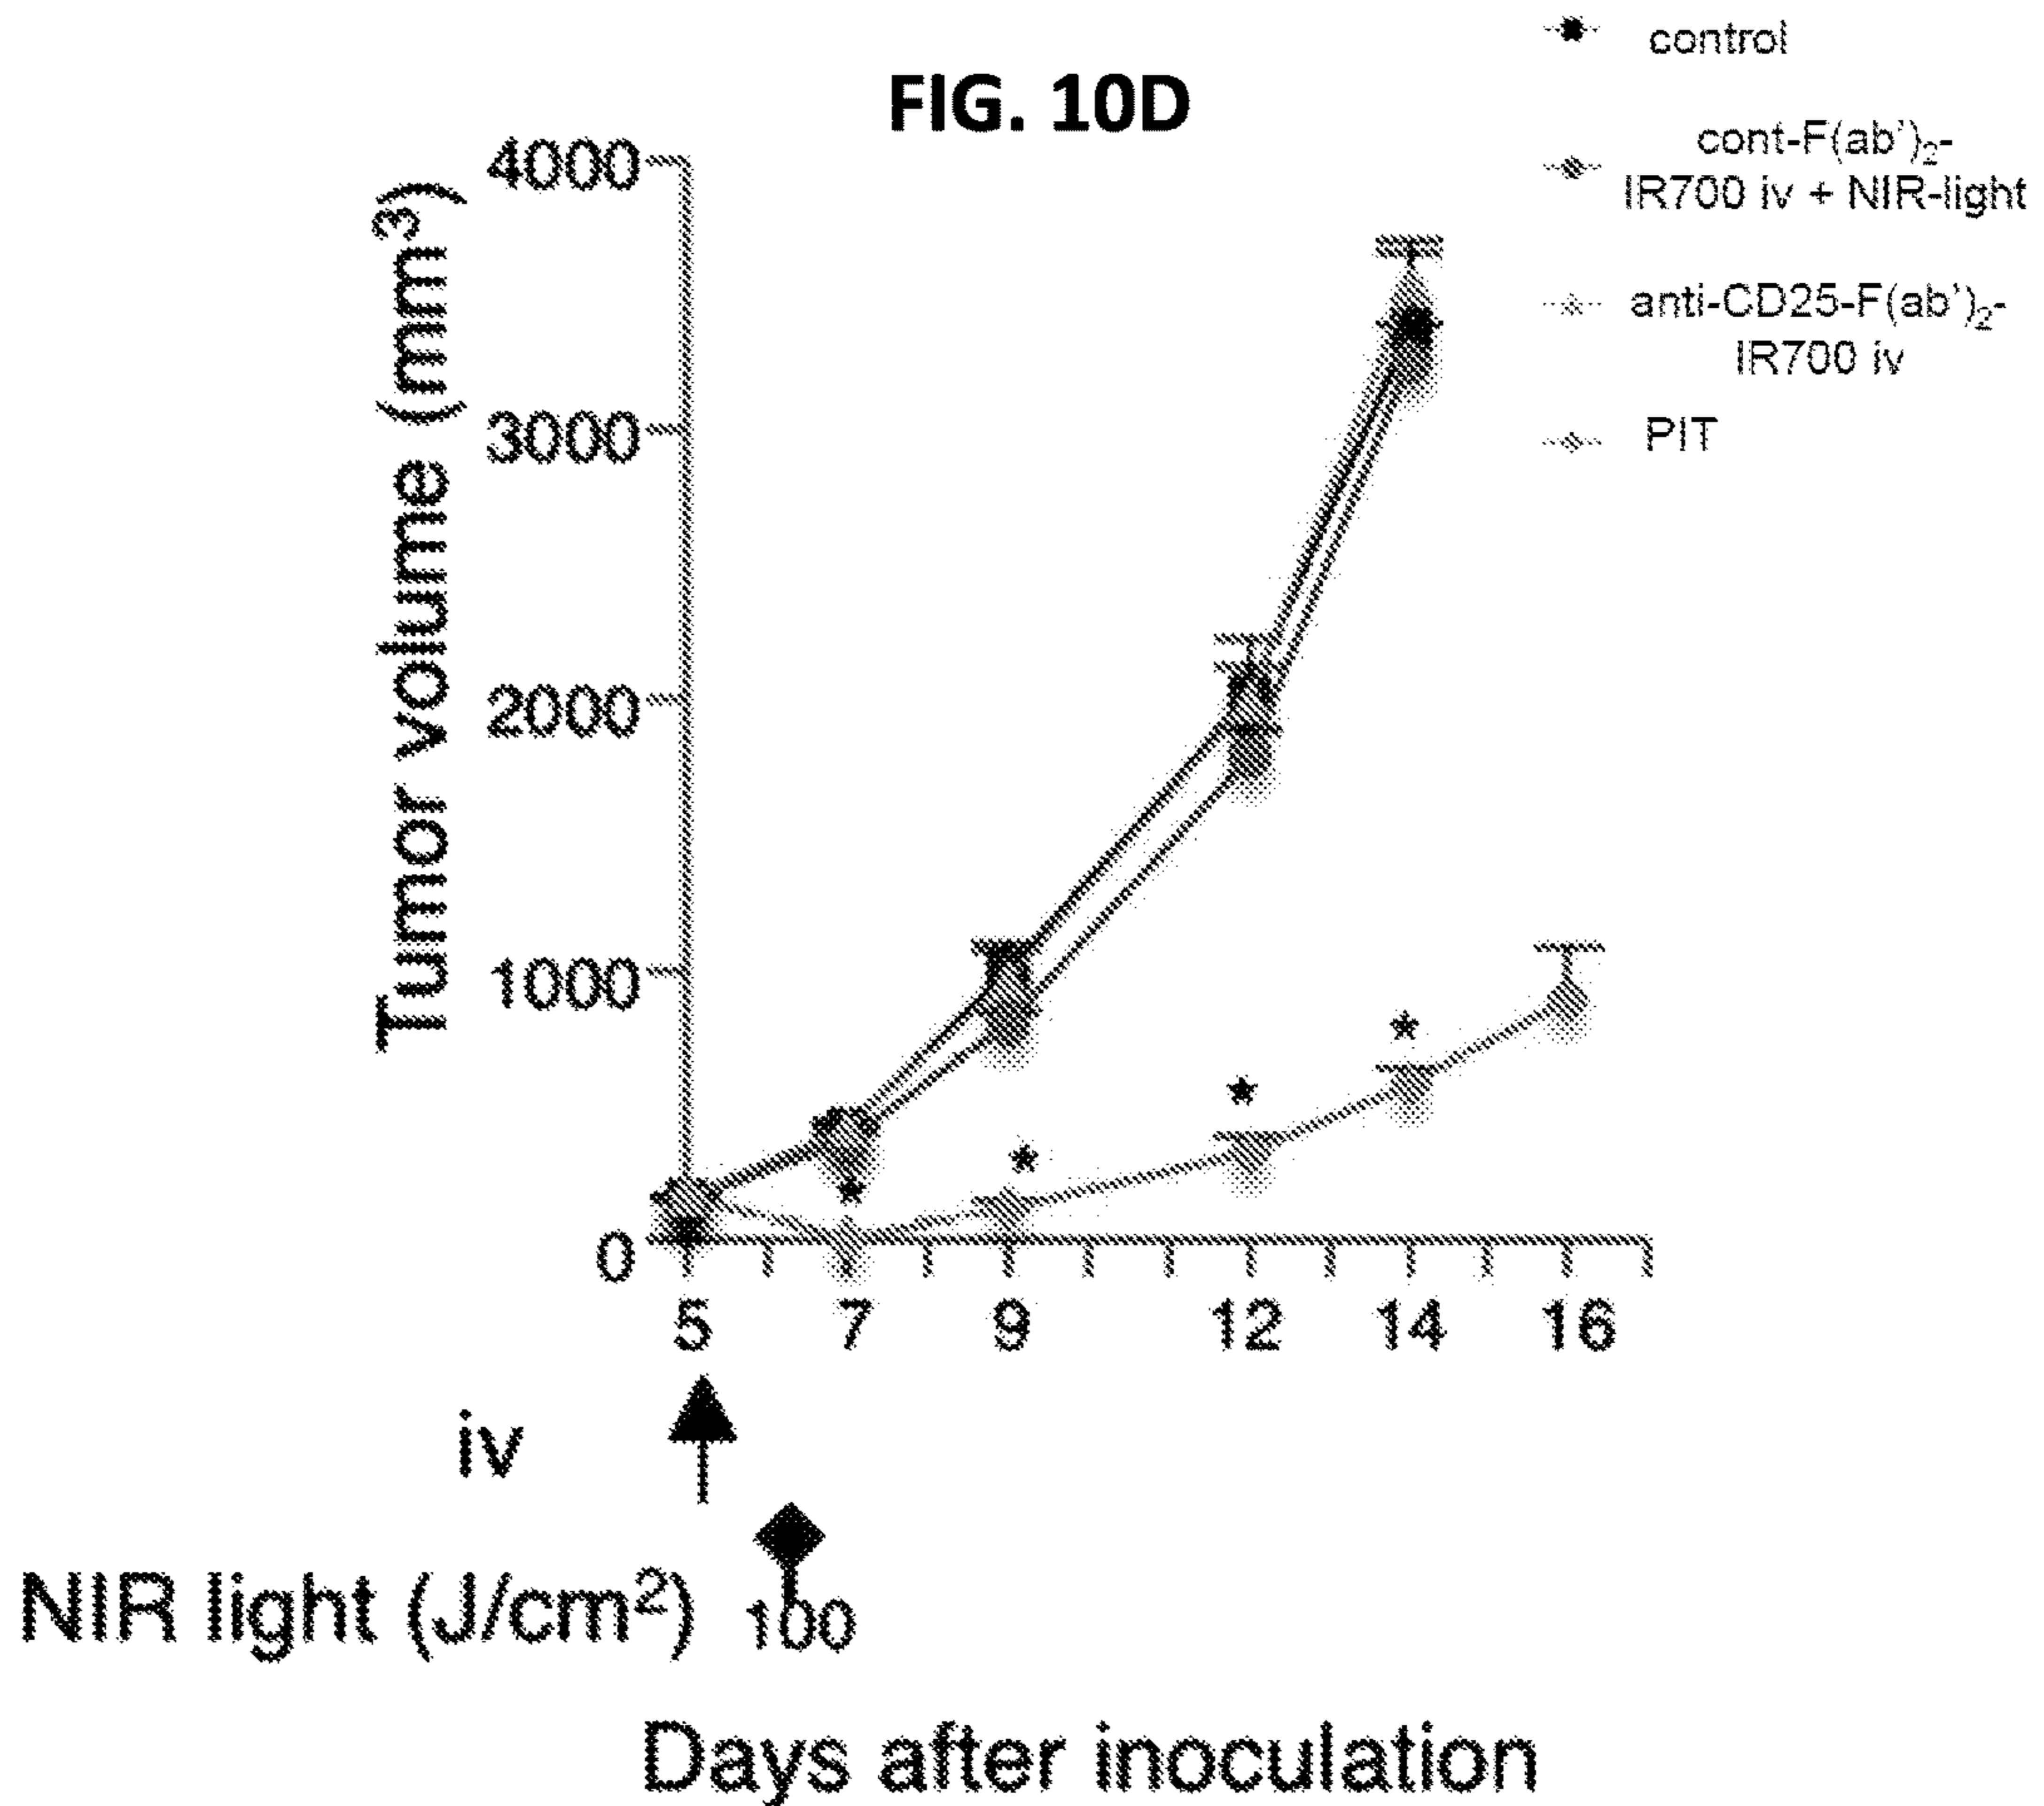 FIG. 10D
control
cont-F(ab')₂-
IR700 iv + NIR-light
anti-CD25-F(ab')₂-
IR700 iv
PIT
Tumor volume (mm³)
4000
3000
2000
1000
0
*
*
*
*
5 7 9 12 14 16
iv
NIR light (J/cm²) 100
Days after inoculation